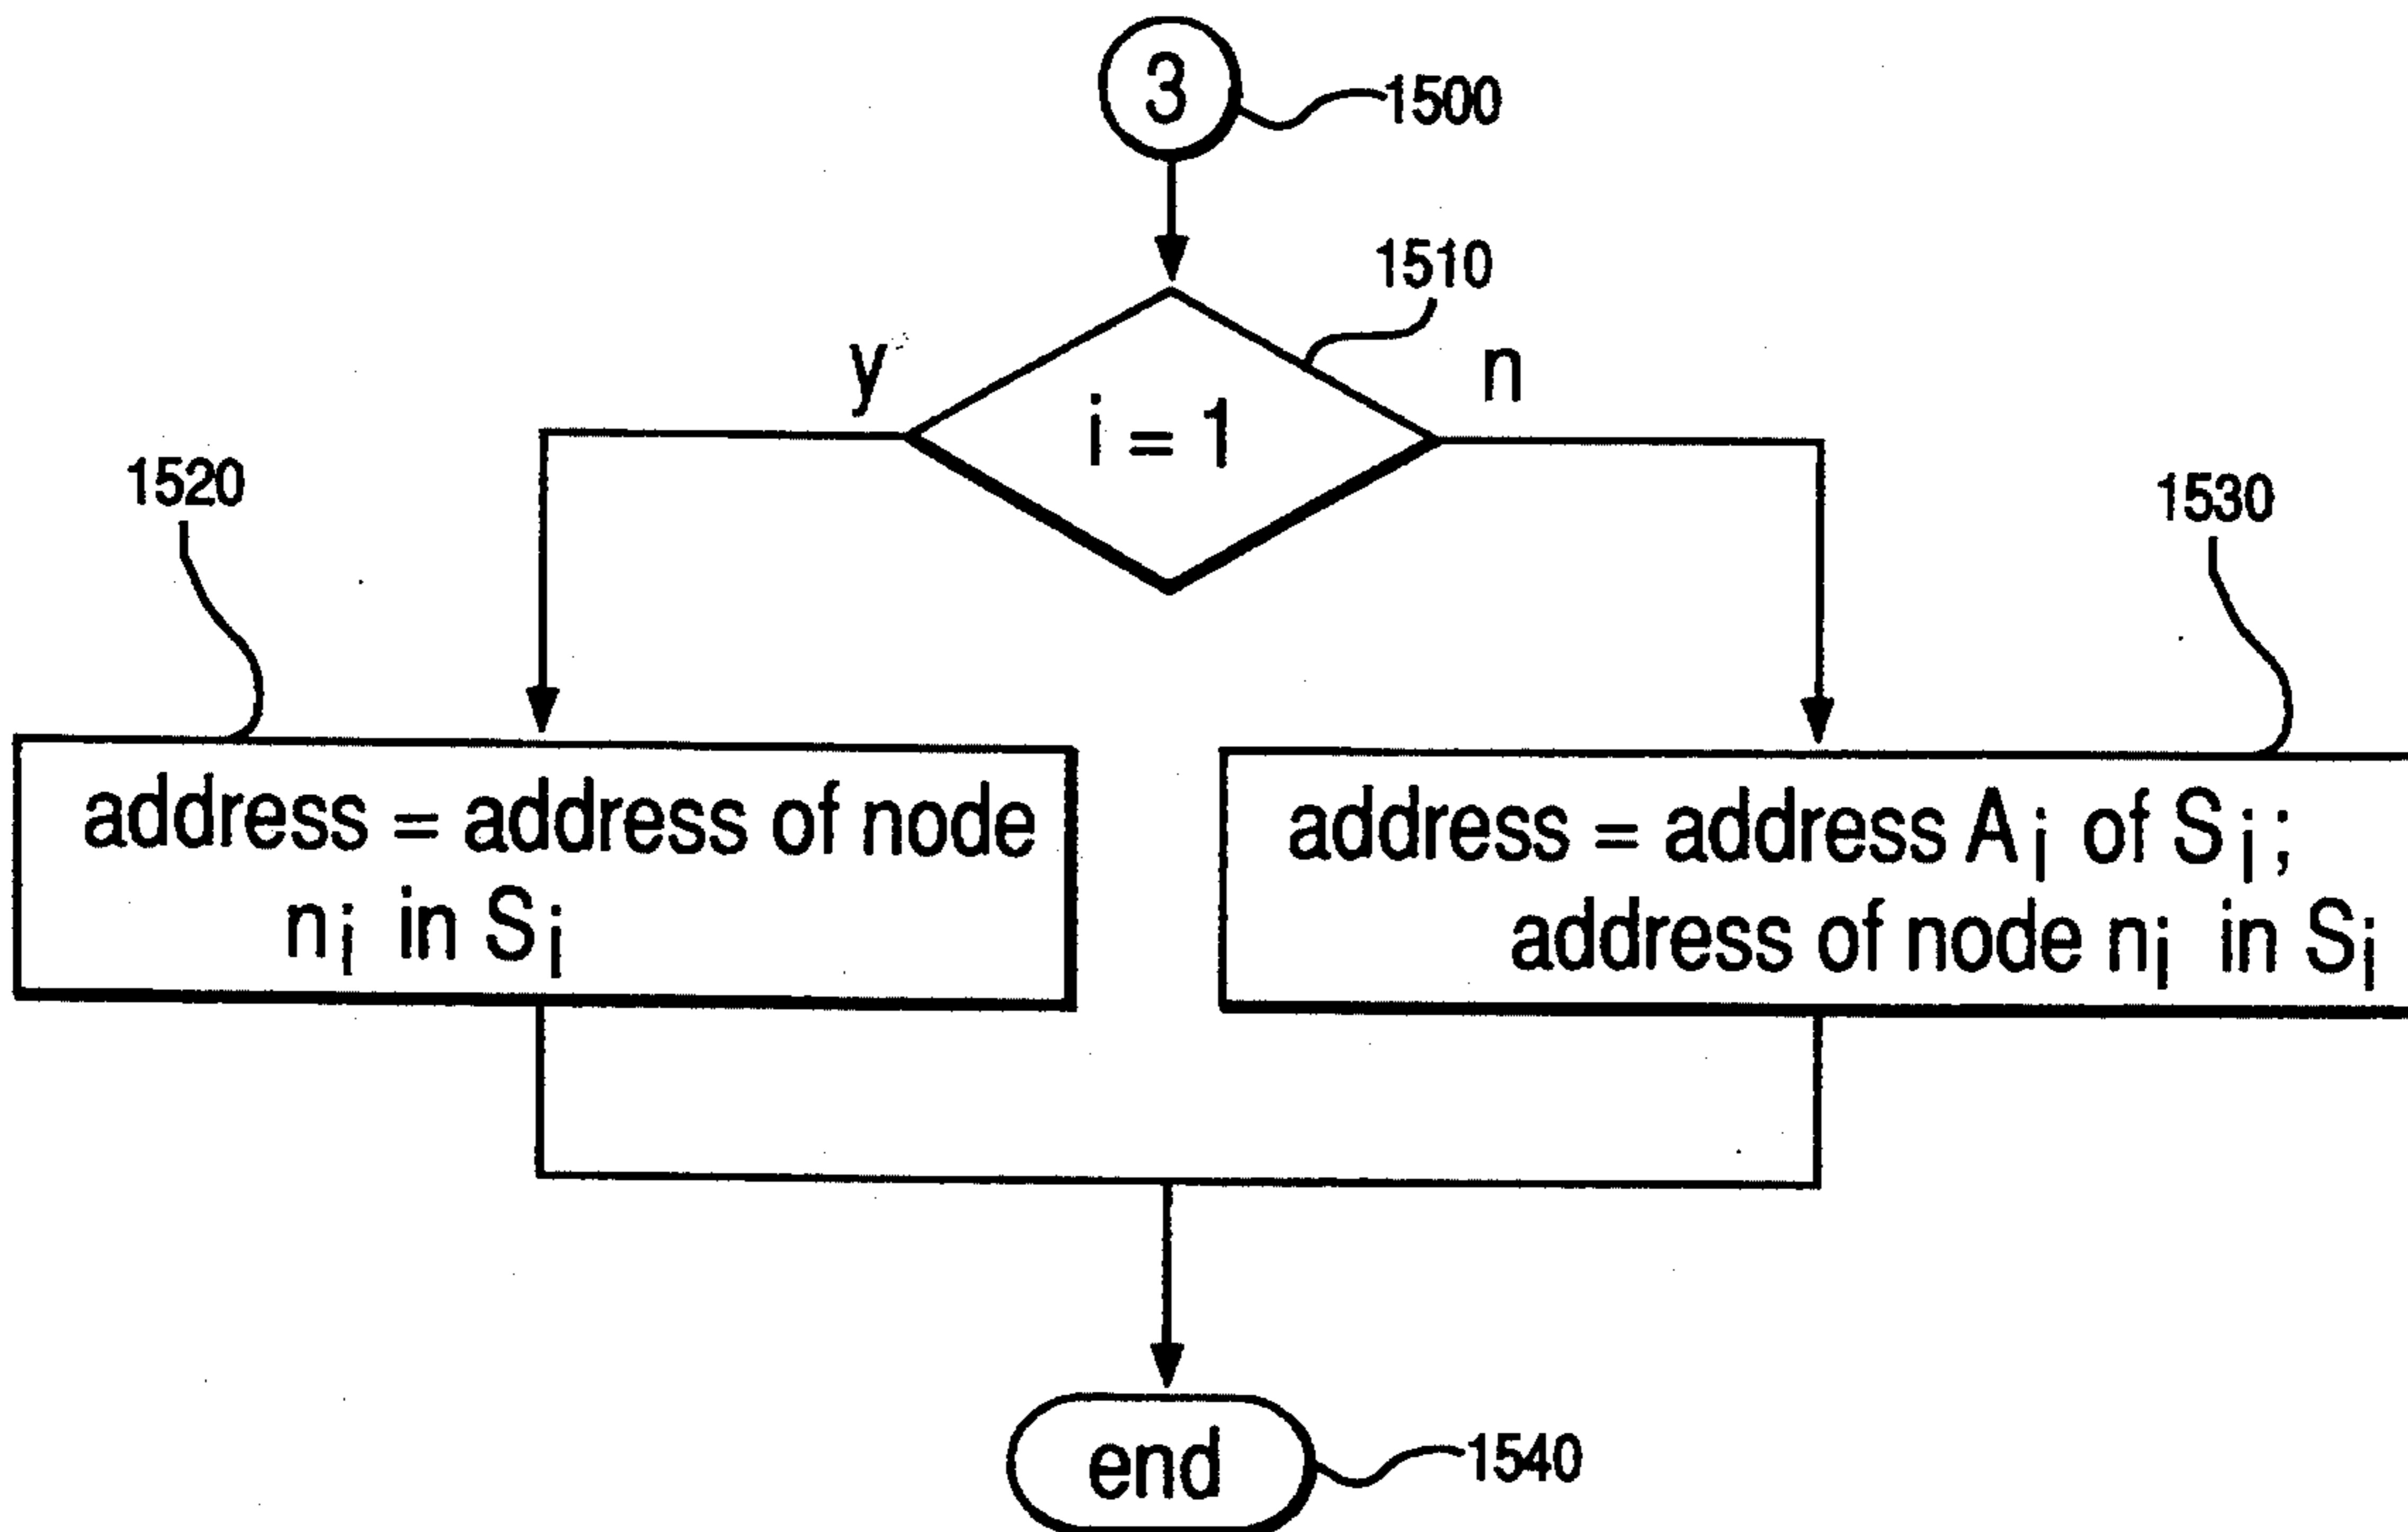 3
1500
1510
y
n
i = 1
1520
1530
address = address of node
nᵢ in Sᵢ
address = address Aᵢ of Sᵢ ;
address of node nᵢ in Sᵢ
end
1540